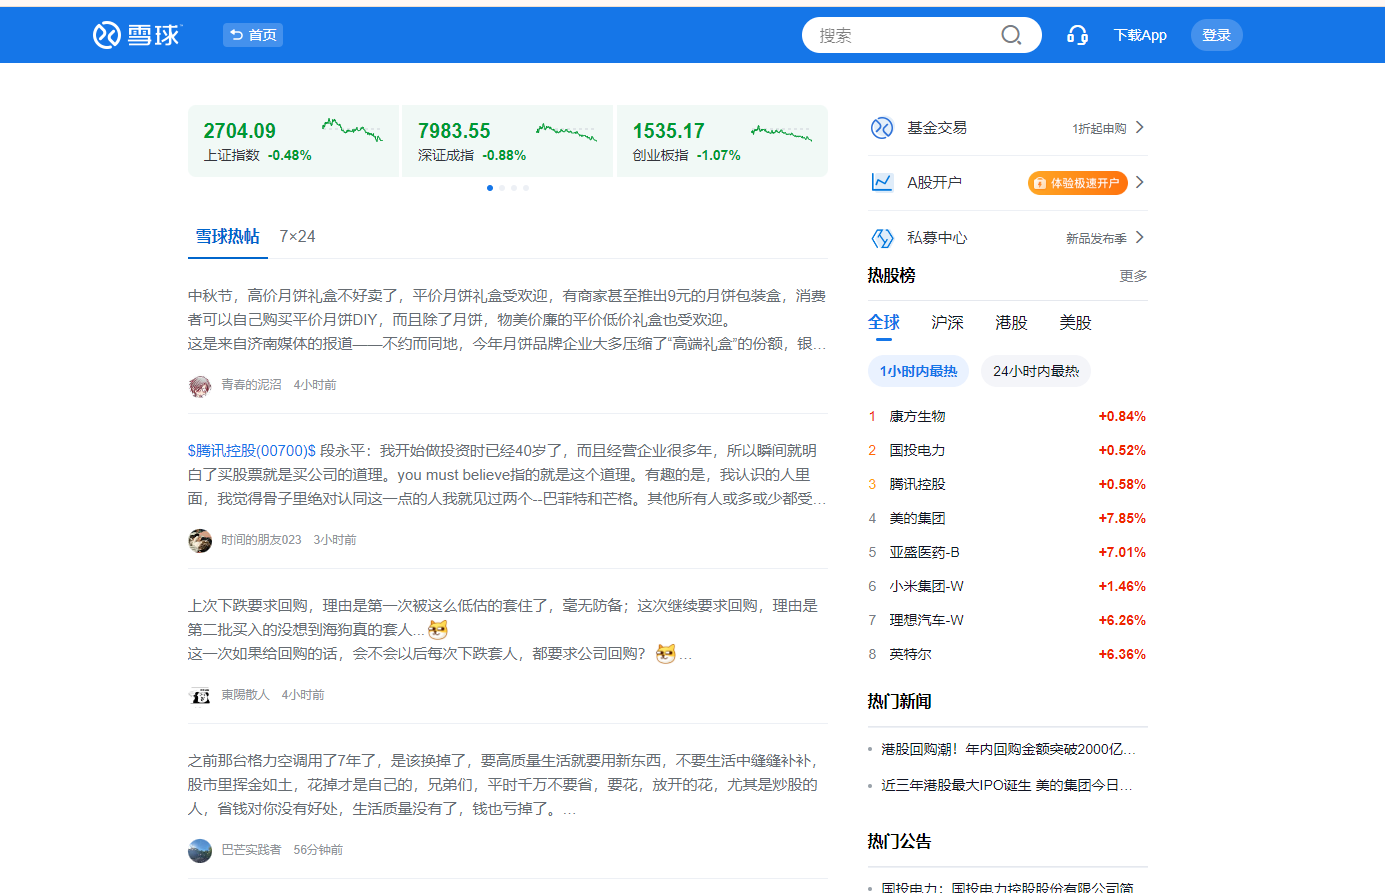 雪球
首页
搜索
下载App
登录
2704.09
上证指数 -0.48%
7983.55
深证成指 -0.88%
1535.17
创业板指 -1.07%
雪球热帖 7×24
中秋节，高价月饼礼盒不好卖了，平价月饼礼盒受欢迎，有商家甚至推出9元的月饼包装盒，消费
者可以自己购买平价月饼DIY，而且除了月饼，物美价廉的平价低价礼盒也受欢迎。
这是来自济南媒体的报道——不约而同地，今年月饼品牌企业大多压缩了“高端礼盒”的份额，银...
青春的泥沼 4小时前
$腾讯控股(00700)$ 段永平：我开始做投资时已经40岁了，而且经营企业很多年，所以瞬间就明
白了买股票就是买公司的道理。you must believe指的就是这个道理。有趣的是，我认识的人里
面，我觉得骨子里绝对认同这一点的人我就见过两个--巴菲特和芒格。其他所有人或多或少都受...
时间的朋友023 3小时前
上次下跌要求回购，理由是第一次被这么低估的套住了，毫无防备；这次继续要求回购，理由是
第二批买入的没想到海狗真的套人...
这一次如果给回购的话，会不会以后每次下跌套人，都要求公司回购？ ...
東陽散人 4小时前
之前那台格力空调用了7年了，是该换掉了，要高质量生活就要用新东西，不要生活中缝缝补补，
股市里挥金如土，花掉才是自己的，兄弟们，平时千万不要省，要花，放开的花，尤其是炒股的
人，省钱对你没有好处，生活质量没有了，钱也亏掉了。...
巴芒实践者 56分钟前
基金交易 1折起申购
A股开户 体验极速开户
私募中心 新品发布季
热股榜 更多
全球 沪深 港股 美股
1小时内最热 24小时内最热
1 康方生物 +0.84%
2 国投电力 +0.52%
3 腾讯控股 +0.58%
4 美的集团 +7.85%
5 亚盛医药-B +7.01%
6 小米集团-W +1.46%
7 理想汽车-W +6.26%
8 英特尔 +6.36%
热门新闻
港股回购潮！年内回购金额突破2000亿...
近三年港股最大IPO诞生 美的集团今日...
热门公告
国投电力：国投电力控股股份有限公司简